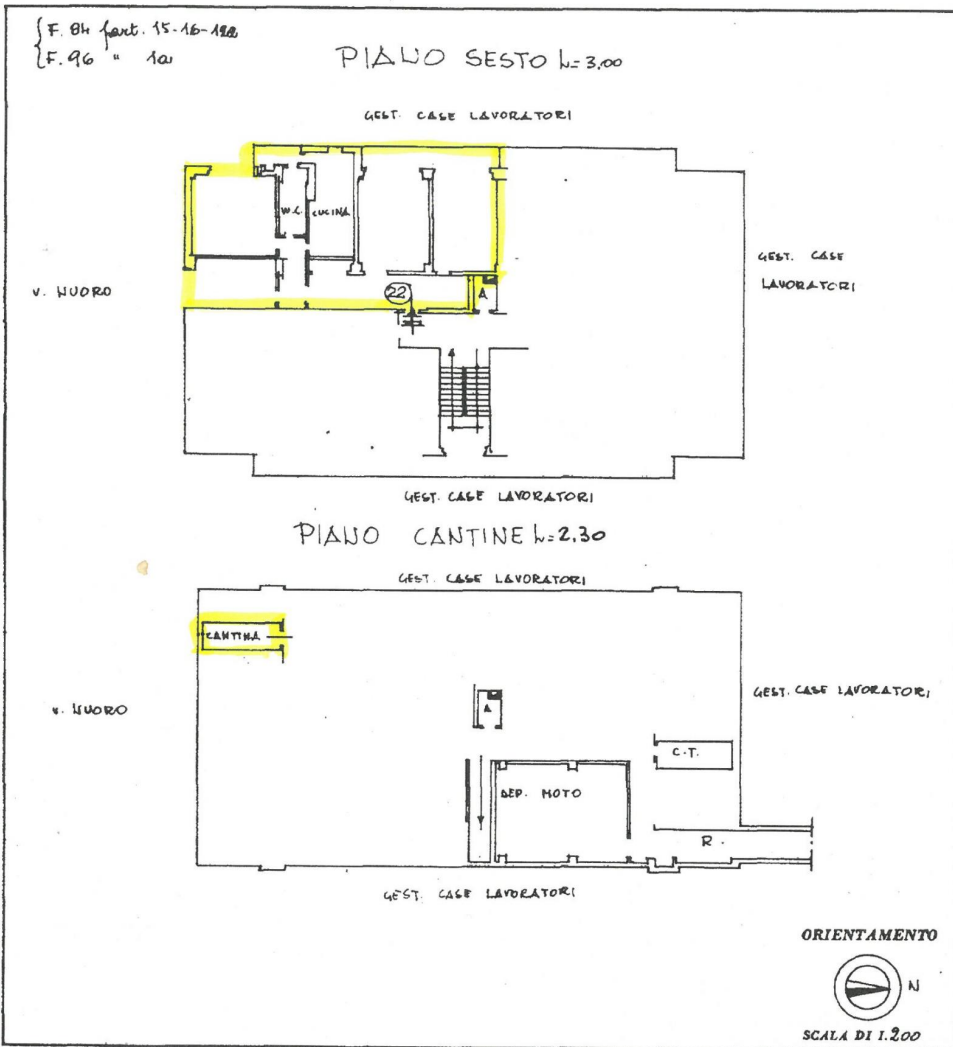 F. 84 part. 15-16-122
F. 96 " 1a
PIANO SESTO h=3,00
GEST. CASE LAVORATORI
W.C.
CUCINA
GEST. CASE
LAVORATORI
V. NUORO
22
A
GEST. CASE LAVORATORI
PIANO CANTINE h=2,30
GEST. CASE LAVORATORI
CANTINA
V. NUORO
A
GEST. CASE LAVORATORI
C.T.
DEP. MOTO
R.
GEST. CASE LAVORATORI
ORIENTAMENTO
N
SCALA DI 1:200